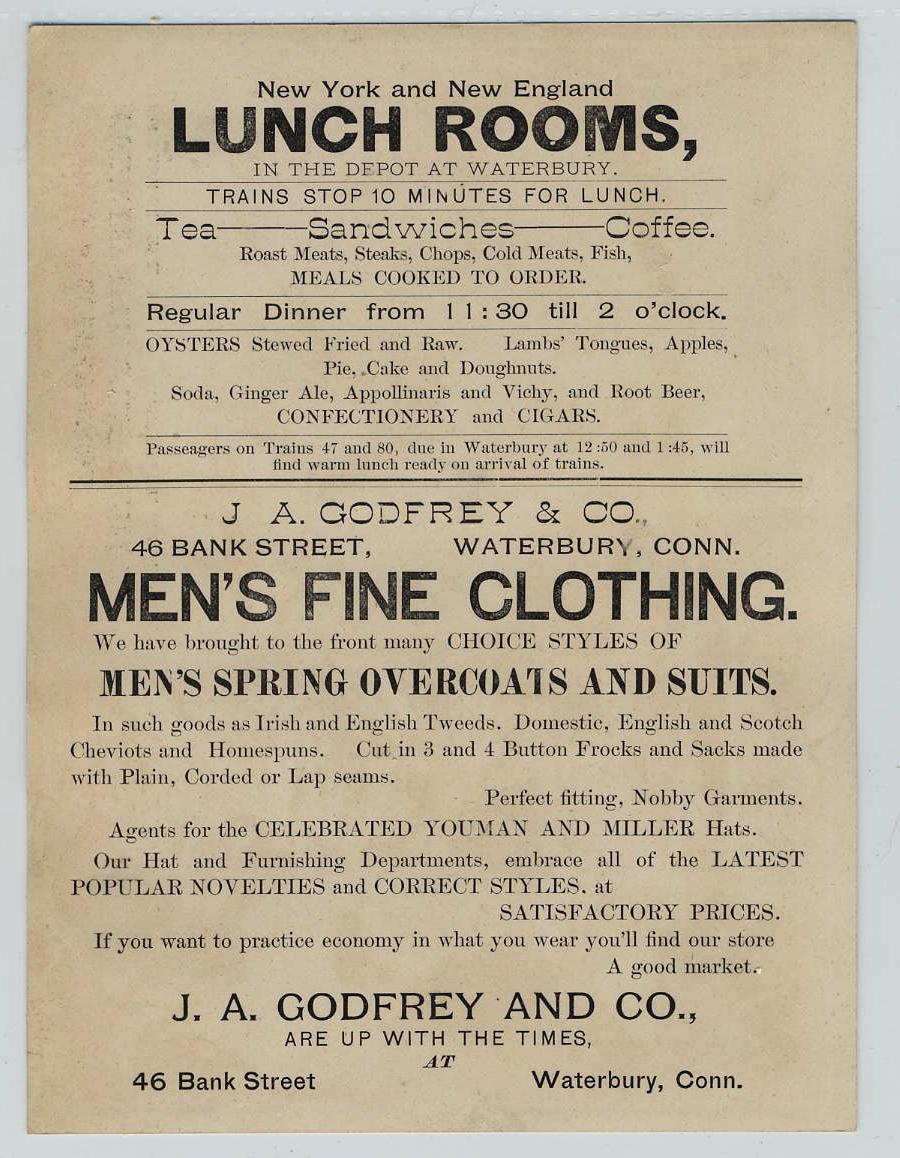 New York and New England
LUNCH ROOMS,
IN THE DEPOT AT WATERBURY.
TRAINS STOP 10 MINUTES FOR LUNCH.
Tea———Sandwiches———Coffee.
Roast Meats, Steaks, Chops, Cold Meats, Fish,
MEALS COOKED TO ORDER.
Regular Dinner from 11:30 till 2 o'clock.
OYSTERS Stewed Fried and Raw. Lambs' Tongues, Apples,
Pie, Cake and Doughnuts.
Soda, Ginger Ale, Appollinaris and Vichy, and Root Beer,
CONFECTIONERY and CIGARS.
Passeagers on Trains 47 and 80, due in Waterbury at 12:50 and 1:45, will
find warm lunch ready on arrival of trains.
J A. GODFREY & CO.,
46 BANK STREET, WATERBURY, CONN.
MEN'S FINE CLOTHING.
We have brought to the front many CHOICE STYLES OF
MEN'S SPRING OVERCOATS AND SUITS.
In such goods as Irish and English Tweeds. Domestic, English and Scotch
Cheviots and Homespuns. Cut in 3 and 4 Button Frocks and Sacks made
with Plain, Corded or Lap seams.
Perfect fitting, Nobby Garments.
Agents for the CELEBRATED YOUMAN AND MILLER Hats.
Our Hat and Furnishing Departments, embrace all of the LATEST
POPULAR NOVELTIES and CORRECT STYLES. at
SATISFACTORY PRICES.
If you want to practice economy in what you wear you'll find our store
A good market.
J. A. GODFREY AND CO.,
ARE UP WITH THE TIMES,
AT
46 Bank Street Waterbury, Conn.